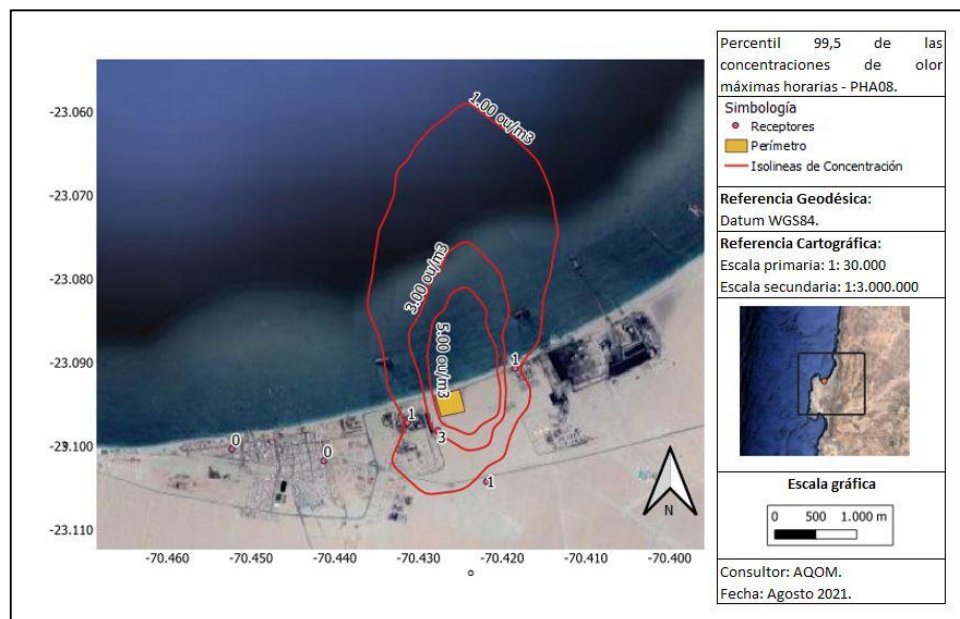 Percentil 99,5 de las
concentraciones de olor
máximas horarias - PHA08.
Simbología
Receptores
Perímetro
Isolineas de Concentración
Referencia Geodésica:
Datum WGS84.
Referencia Cartográfica:
Escala primaria: 1: 30.000
Escala secundaria: 1:3.000.000
Escala gráfica
0 500 1.000 m
Consultor: AQOM.
Fecha: Agosto 2021.
-23.060
-23.070
-23.080
-23.090
-29.100
-23.110
-70.460 -70.450 -70.440 -70.430 -70.420 -70.410 -70.400
1.00 ou/m3
3.00 ou/m3
5.00 ou/m3
1
1
0
3
0
1
N